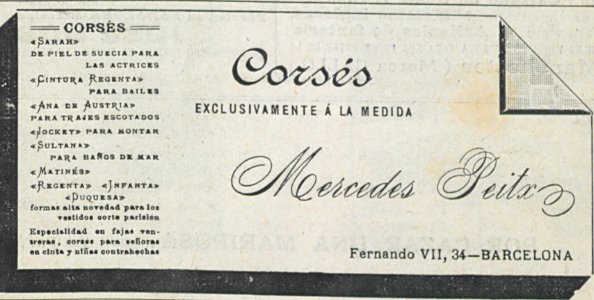 CORSÉS
«SARAH»
DE PIEL DE SUECIA PARA
LAS ACTRICES
«CINTURA REGENTA»
PARA BAILES
«ANA DE AUSTRIA»
PARA TRAJES ESCOTADOS
«JOCKEY» PARA MONTAR
«SULTANA»
PARA BAÑOS DE MAR
«MATINÉS»
«REGENTA» «INFANTA»
«DUQUESA»
formas alta novedad para los
vestidos corte parisién
Especialidad en fajas ven-
treras, corsés para señoras
en cinta y niñas contrahechas
Corsés
EXCLUSIVAMENTE Á LA MEDIDA
Mercedes Peitx
Fernando VII, 34—BARCELONA